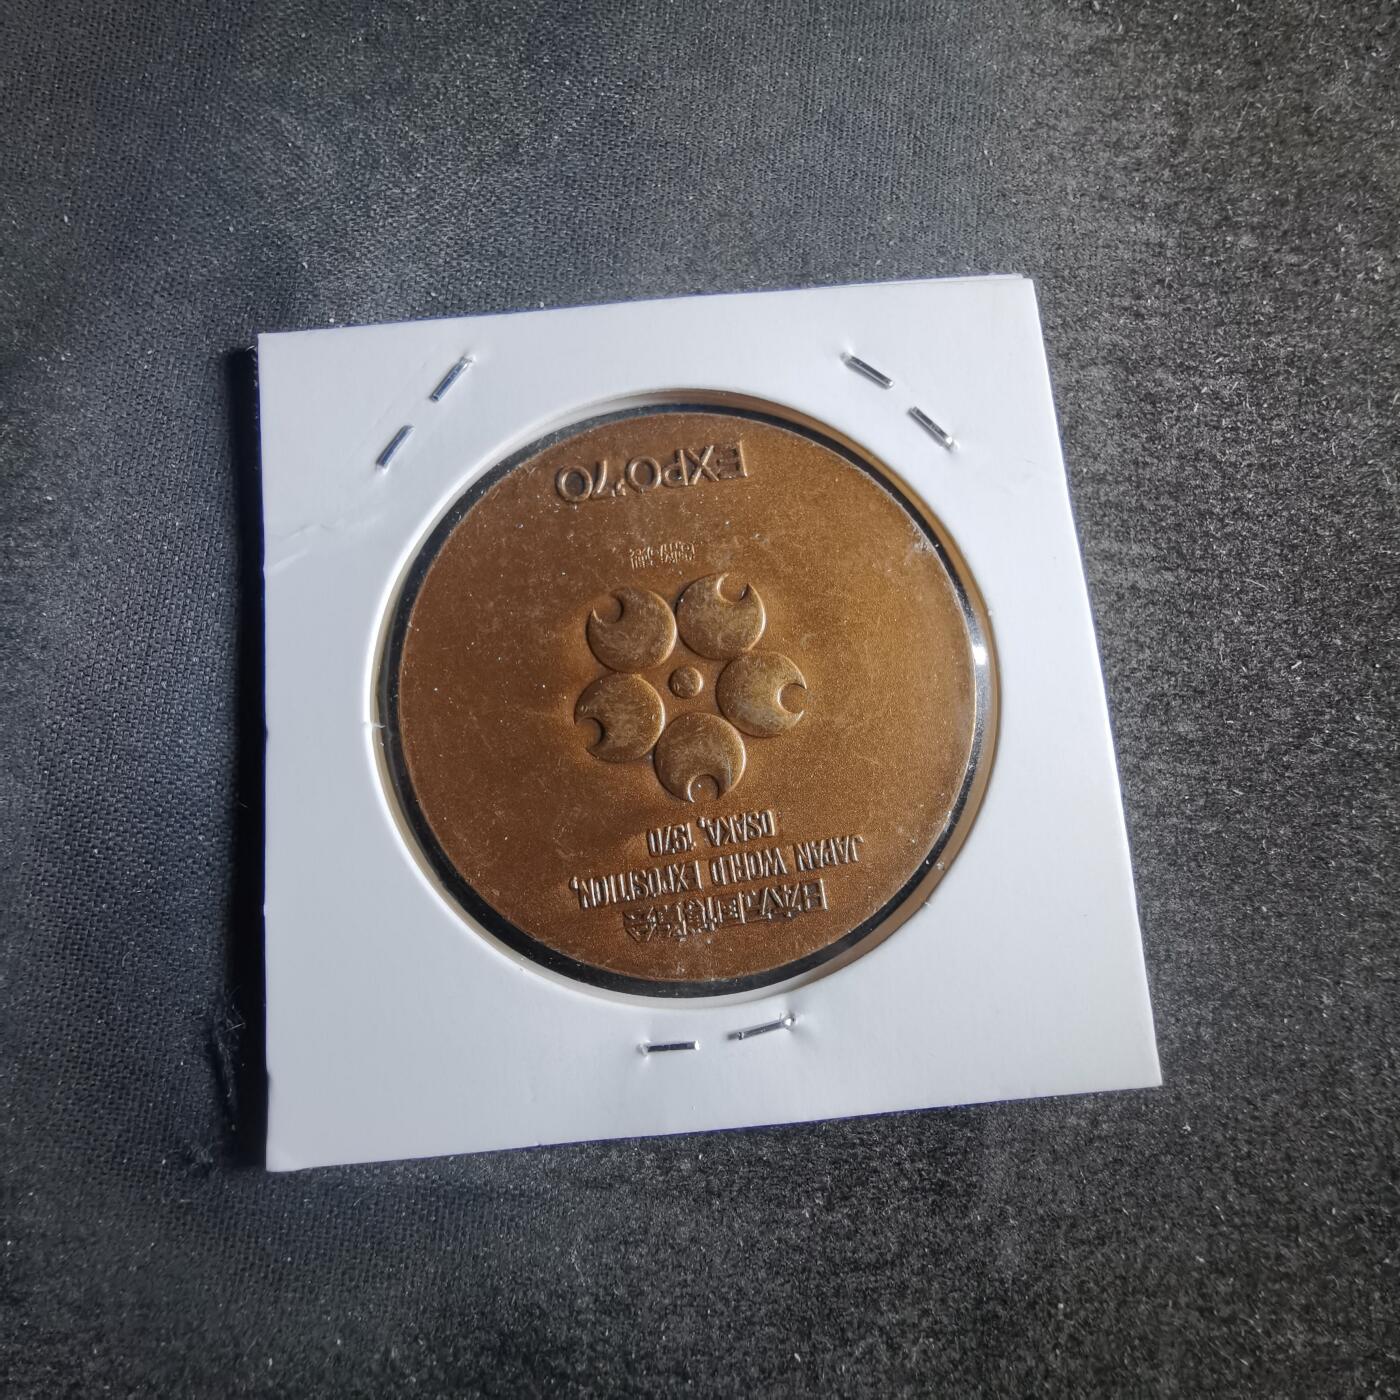 日本万国博覧会
JAPAN WORLD EXPOSITION,
OSAKA, 1970
EXPO'70